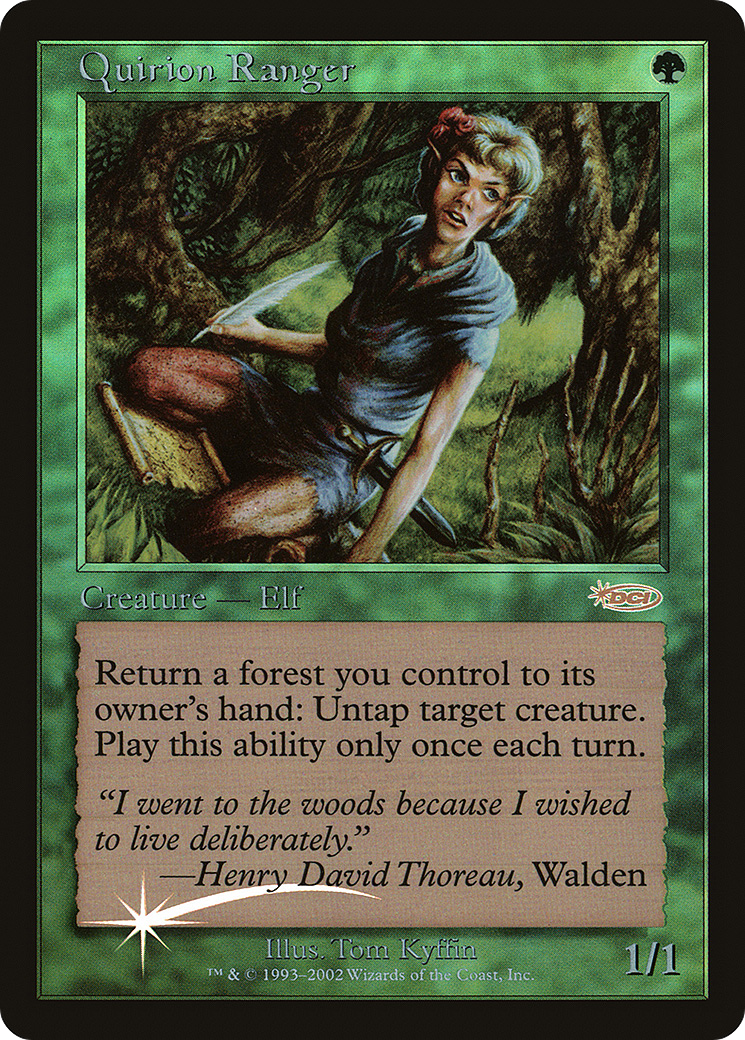 Quirion Ranger
Creature — Elf
DCI
Return a forest you control to its
owner's hand: Untap target creature.
Play this ability only once each turn.
“I went to the woods because I wished
to live deliberately.”
—Henry David Thoreau, Walden
Illus. Tom Kyffin
™ & © 1993–2002 Wizards of the Coast, Inc.
1/1